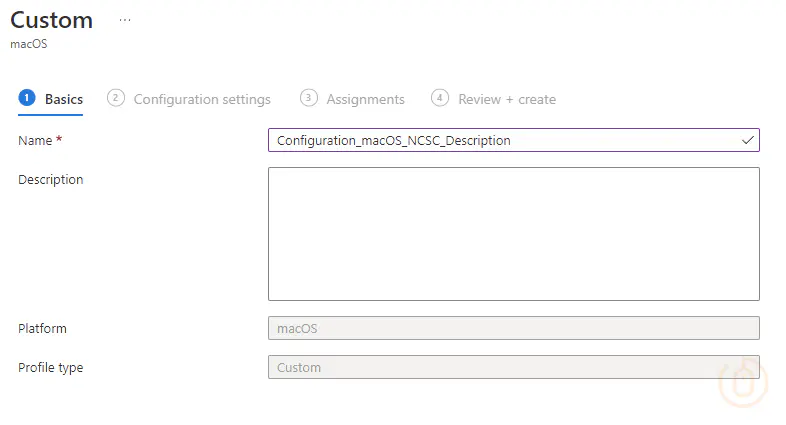 Custom ...
macOS
1 Basics 2 Configuration settings 3 Assignments 4 Review + create
Name * Configuration_macOS_NCSC_Description
Description
Platform macOS
Profile type Custom